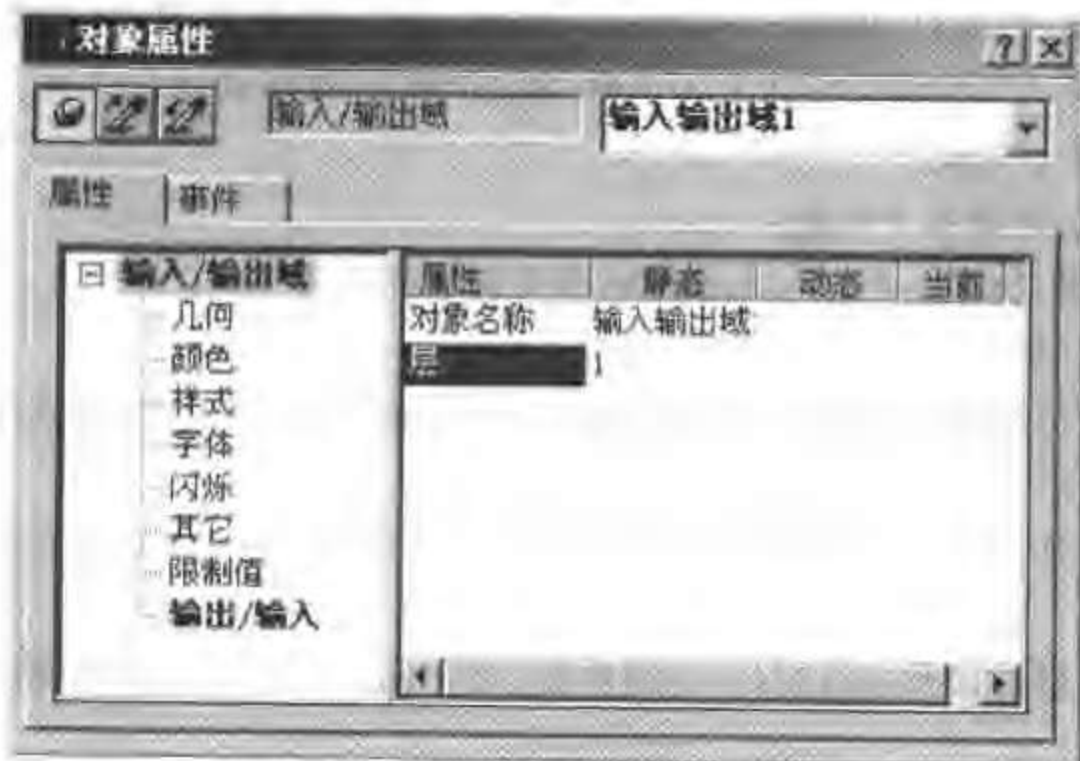 对象属性
输入/输出域 输入输出域1
属性 事件
输入/输出域
几何
颜色
样式
字体
闪烁
其它
限制值
输出/输入
属性 静态 动态 当前
对象名称 输入输出域
层 1